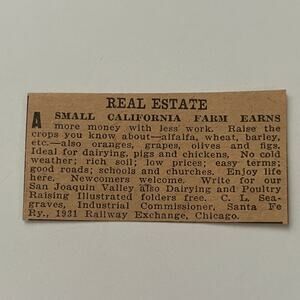 REAL ESTATE
A SMALL CALIFORNIA FARM EARNS
more money with less work. Raise the
crops you know about—alfalfa, wheat, barley,
etc.—also oranges, grapes, olives and figs.
Ideal for dairying, pigs and chickens. No cold
weather; rich soil; low prices; easy terms;
good roads; schools and churches. Enjoy life
here. Newcomers welcome. Write for our
San Joaquin Valley also Dairying and Poultry
Raising Illustrated folders free. C. L. Sea-
graves, Industrial Commissioner, Santa Fe
Ry., 1931 Railway Exchange, Chicago.